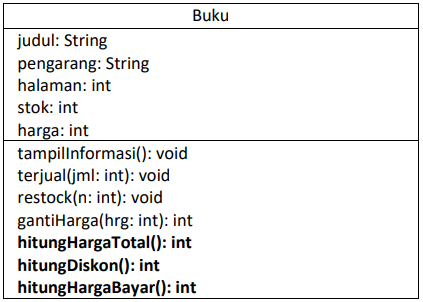 Buku
judul: String
pengarang: String
halaman: int
stok: int
harga: int
tampilInformasi(): void
terjual(jml: int): void
restock(n: int): void
gantiHarga(hrg: int): int
hitungHargaTotal(): int
hitungDiskon(): int
hitungHargaBayar(): int